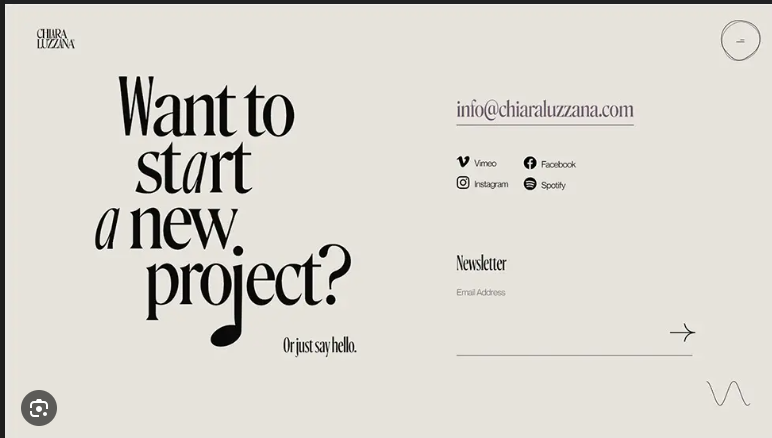 CHIARA
LUZZANA
Want to
start
a new
project?
Or just say hello.
info@chiaraluzzana.com
Vimeo
Facebook
Instagram
Spotify
Newsletter
Email Address